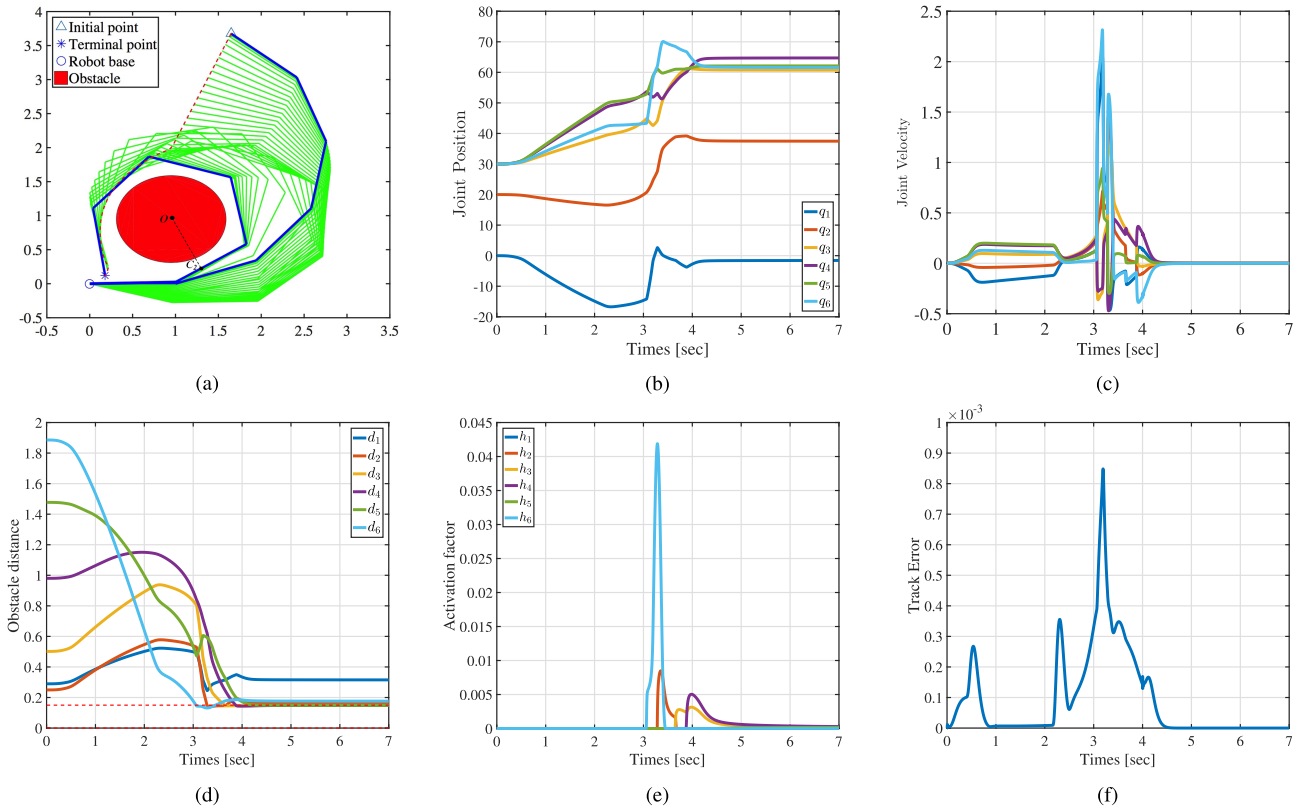 4
3.5
3
2.5
2
1.5
1
0.5
0
-0.5
-0.5 0 0.5 1 1.5 2 2.5 3 3.5
Initial point
Terminal point
Robot base
Obstacle
O
(a)
80
70
60
50
40
30
20
10
0
-10
-20
Joint Position
0 1 2 3 4 5 6 7
Times [sec]
q1
q2
q3
q4
q5
q6
(b)
2.5
2
1.5
1
0.5
0
-0.5
Joint Velocity
0 1 2 3 4 5 6 7
Times [sec]
q1
q2
q3
q4
q5
q6
(c)
2
1.8
1.6
1.4
1.2
1
0.8
0.6
0.4
0.2
0
Obstacle distance
0 1 2 3 4 5 6 7
Times [sec]
d1
d2
d3
d4
d5
d6
(d)
0.045
0.04
0.035
0.03
0.025
0.02
0.015
0.01
0.005
0
Activation factor
0 1 2 3 4 5 6 7
Times [sec]
h1
h2
h3
h4
h5
h6
(e)
×10⁻³
1
0.9
0.8
0.7
0.6
0.5
0.4
0.3
0.2
0.1
0
Track Error
0 1 2 3 4 5 6 7
Times [sec]
(f)